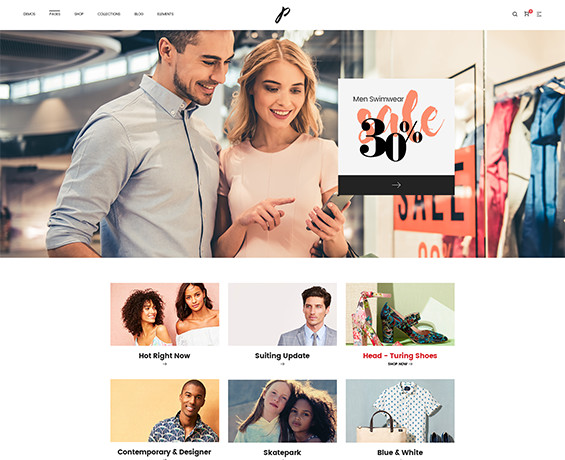 DEMOS PAGES SHOP COLLECTIONS BLOG ELEMENTS
p
Men Swimwear
sale
30%
SALE
Hot Right Now
Suiting Update
Head - Turing Shoes
SHOP NOW
Contemporary & Designer
Skatepark
Blue & White